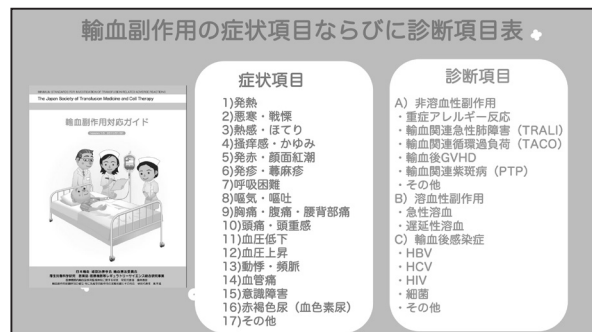 輸血副作用の症状項目ならびに診断項目表
The Japan Society of Transfusion Medicine and Cell Therapy
輸血副作用対応ガイド
症状項目
1)発熱
2)悪寒・戦慄
3)熱感・ほてり
4)掻痒感・かゆみ
5)発赤・顔面紅潮
6)発疹・蕁麻疹
7)呼吸困難
8)嘔気・嘔吐
9)胸痛・腹痛・腰背部痛
10)頭痛・頭重感
11)血圧低下
12)血圧上昇
13)動悸・頻脈
14)血管痛
15)意識障害
16)赤褐色尿(血色素尿)
17)その他
診断項目
A)非溶血性副作用
・重症アレルギー反応
・輸血関連急性肺障害(TRALI)
・輸血関連循環過負荷(TACO)
・輸血後GVHD
・輸血関連紫斑病(PTP)
・その他
B)溶血性副作用
・急性溶血
・遅延性溶血
C)輸血後感染症
・HBV
・HCV
・HIV
・細菌
・その他